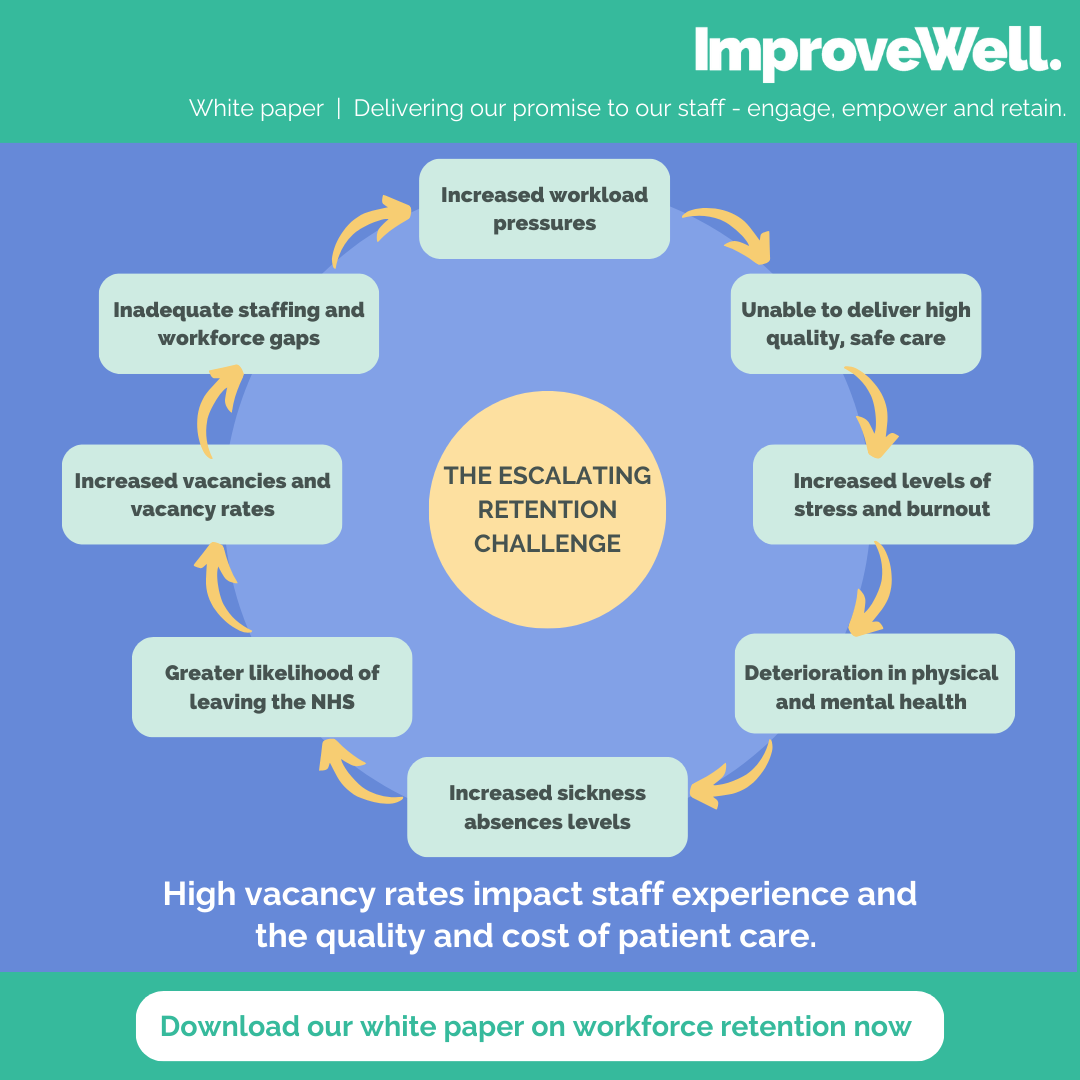 ImproveWell.
White paper | Delivering our promise to our staff - engage, empower and retain.
Increased workload
pressures
Unable to deliver high
quality, safe care
Increased levels of
stress and burnout
Deterioration in physical
and mental health
Increased sickness
absences levels
Greater likelihood of
leaving the NHS
Increased vacancies and
vacancy rates
Inadequate staffing and
workforce gaps
THE ESCALATING
RETENTION
CHALLENGE
High vacancy rates impact staff experience and
the quality and cost of patient care.
Download our white paper on workforce retention now